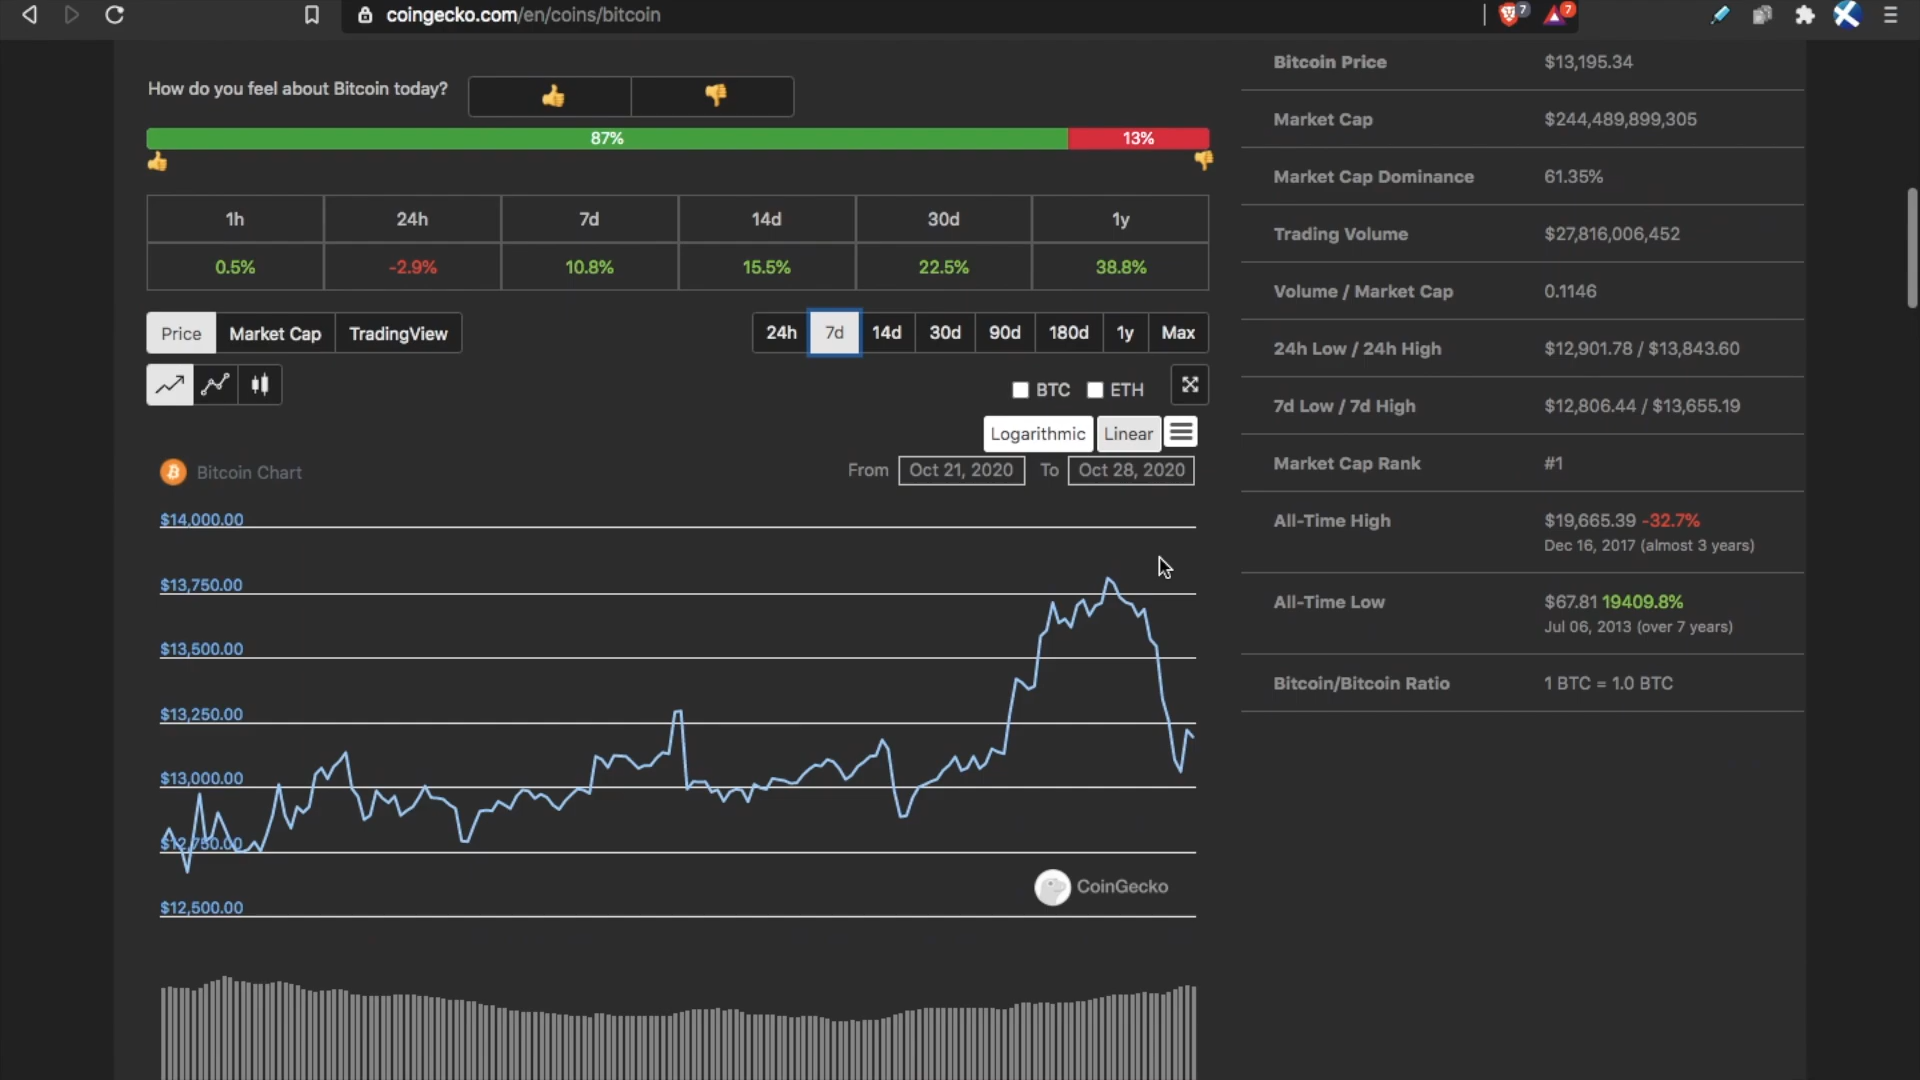 coingecko.com/en/coins/bitcoin
7
7
How do you feel about Bitcoin today?
87%
13%
1h 24h 7d 14d 30d 1y
0.5% -2.9% 10.8% 15.5% 22.5% 38.8%
Price Market Cap TradingView
24h 7d 14d 30d 90d 180d 1y Max
BTC ETH
Logarithmic Linear
Bitcoin Chart
From Oct 21, 2020 To Oct 28, 2020
$14,000.00
$13,750.00
$13,500.00
$13,250.00
$13,000.00
$12,750.00
$12,500.00
CoinGecko
Bitcoin Price $13,195.34
Market Cap $244,489,899,305
Market Cap Dominance 61.35%
Trading Volume $27,816,006,452
Volume / Market Cap 0.1146
24h Low / 24h High $12,901.78 / $13,843.60
7d Low / 7d High $12,806.44 / $13,655.19
Market Cap Rank #1
All-Time High $19,665.39 -32.7%
Dec 16, 2017 (almost 3 years)
All-Time Low $67.81 19409.8%
Jul 06, 2013 (over 7 years)
Bitcoin/Bitcoin Ratio 1 BTC = 1.0 BTC